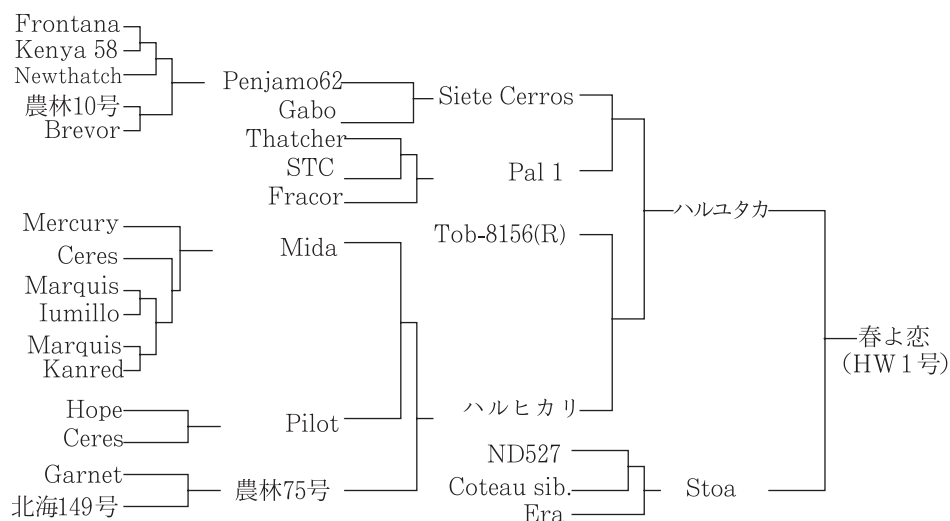 Frontana
Kenya 58
Newthatch
農林10号
Brevor
Penjamo62
Gabo
Siete Cerros
Thatcher
STC
Fracor
Pal 1
Mercury
Ceres
Marquis
Iumillo
Marquis
Kanred
Mida
Tob-8156(R)
ハルユタカ
Hope
Ceres
Pilot
ハルヒカリ
Garnet
北海149号
農林75号
ND527
Coteau sib.
Era
Stoa
春よ恋
(HW1号)